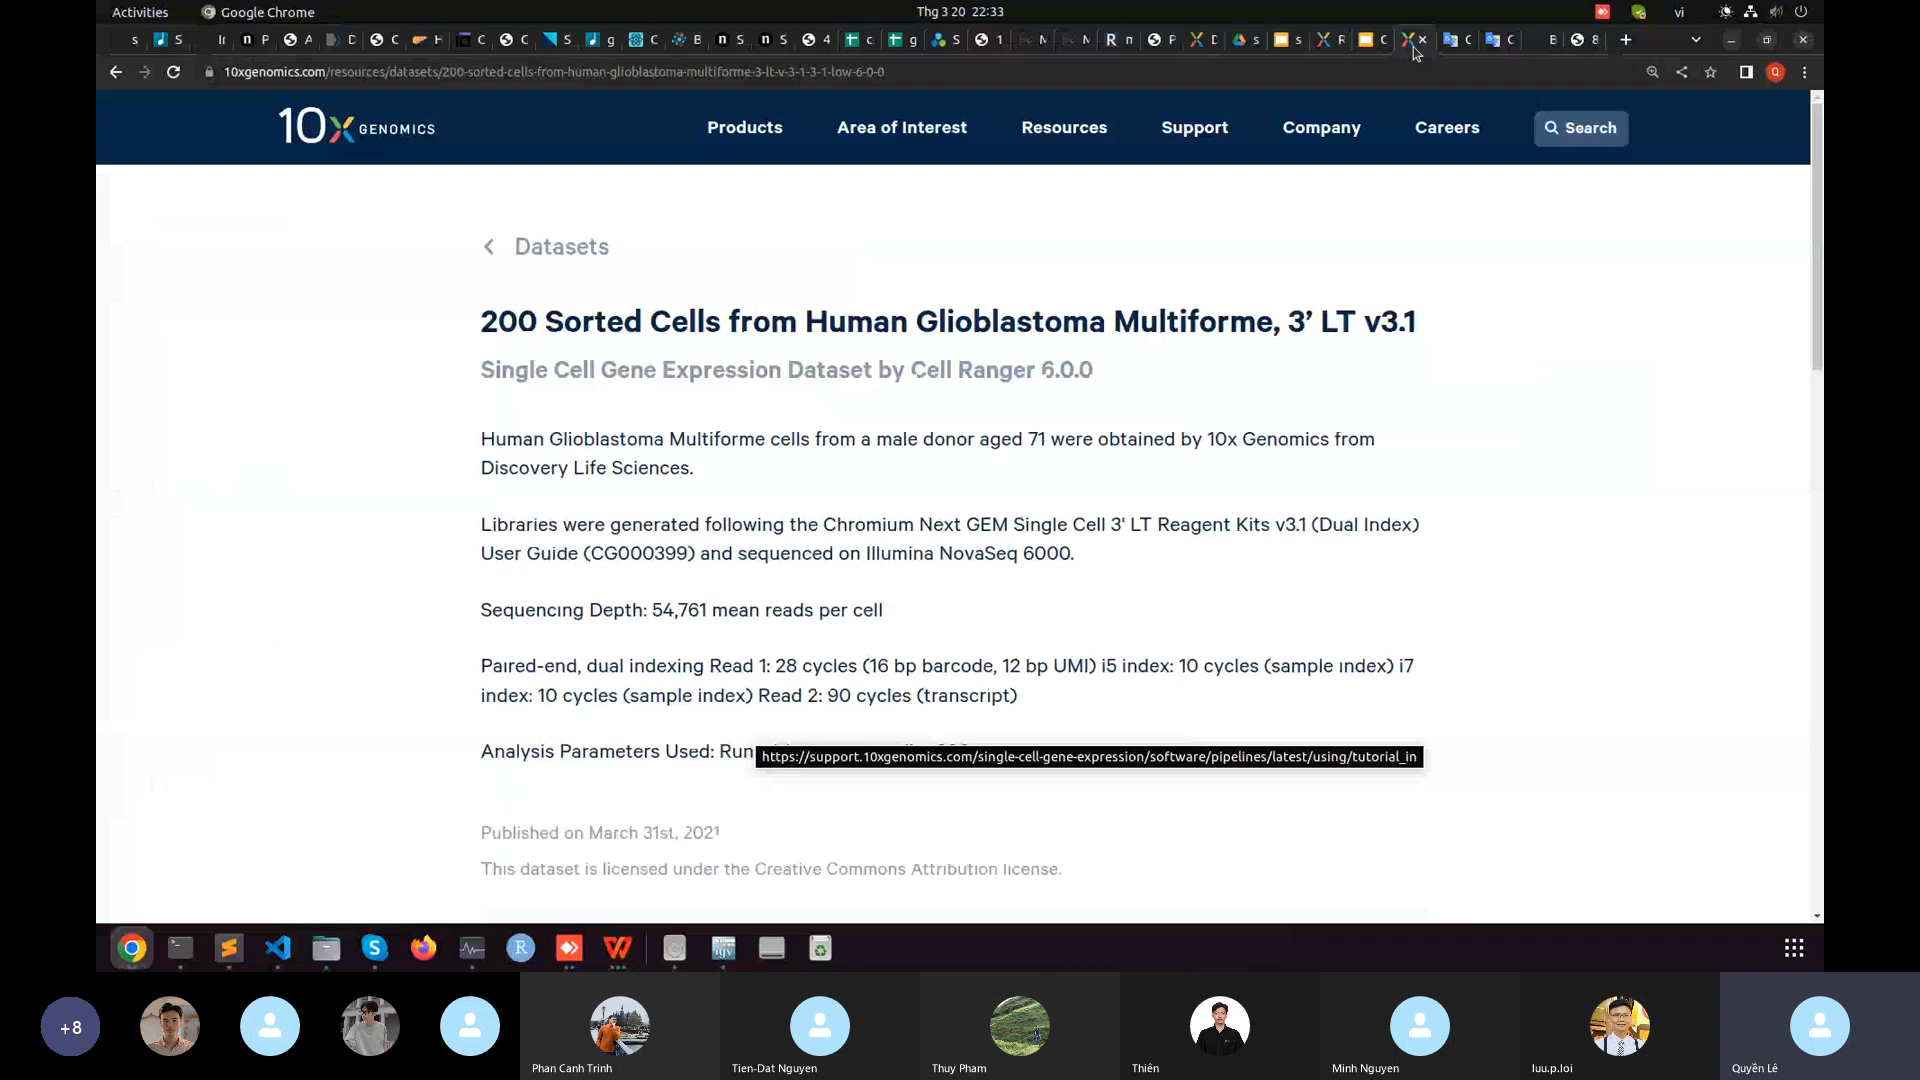 Activities
Google Chrome
Thg 3 20 22:33
vi
10xgenomics.com/resources/datasets/200-sorted-cells-from-human-glioblastoma-multiforme-3-lt-v-3-1-3-1-low-6-0-0
10X GENOMICS
Products
Area of Interest
Resources
Support
Company
Careers
Search
Datasets
200 Sorted Cells from Human Glioblastoma Multiforme, 3’ LT v3.1
Single Cell Gene Expression Dataset by Cell Ranger 6.0.0
Human Glioblastoma Multiforme cells from a male donor aged 71 were obtained by 10x Genomics from
Discovery Life Sciences.
Libraries were generated following the Chromium Next GEM Single Cell 3' LT Reagent Kits v3.1 (Dual Index)
User Guide (CG000399) and sequenced on Illumina NovaSeq 6000.
Sequencing Depth: 54,761 mean reads per cell
Paired-end, dual indexing Read 1: 28 cycles (16 bp barcode, 12 bp UMI) i5 index: 10 cycles (sample index) i7
index: 10 cycles (sample index) Read 2: 90 cycles (transcript)
Analysis Parameters Used: Run
https://support.10xgenomics.com/single-cell-gene-expression/software/pipelines/latest/using/tutorial_in
Published on March 31st, 2021
This dataset is licensed under the Creative Commons Attribution license.
+8
Phan Canh Trinh
Tien-Dat Nguyen
Thuy Pham
Thiên
Minh Nguyen
luu.p.loi
Quyền Lê